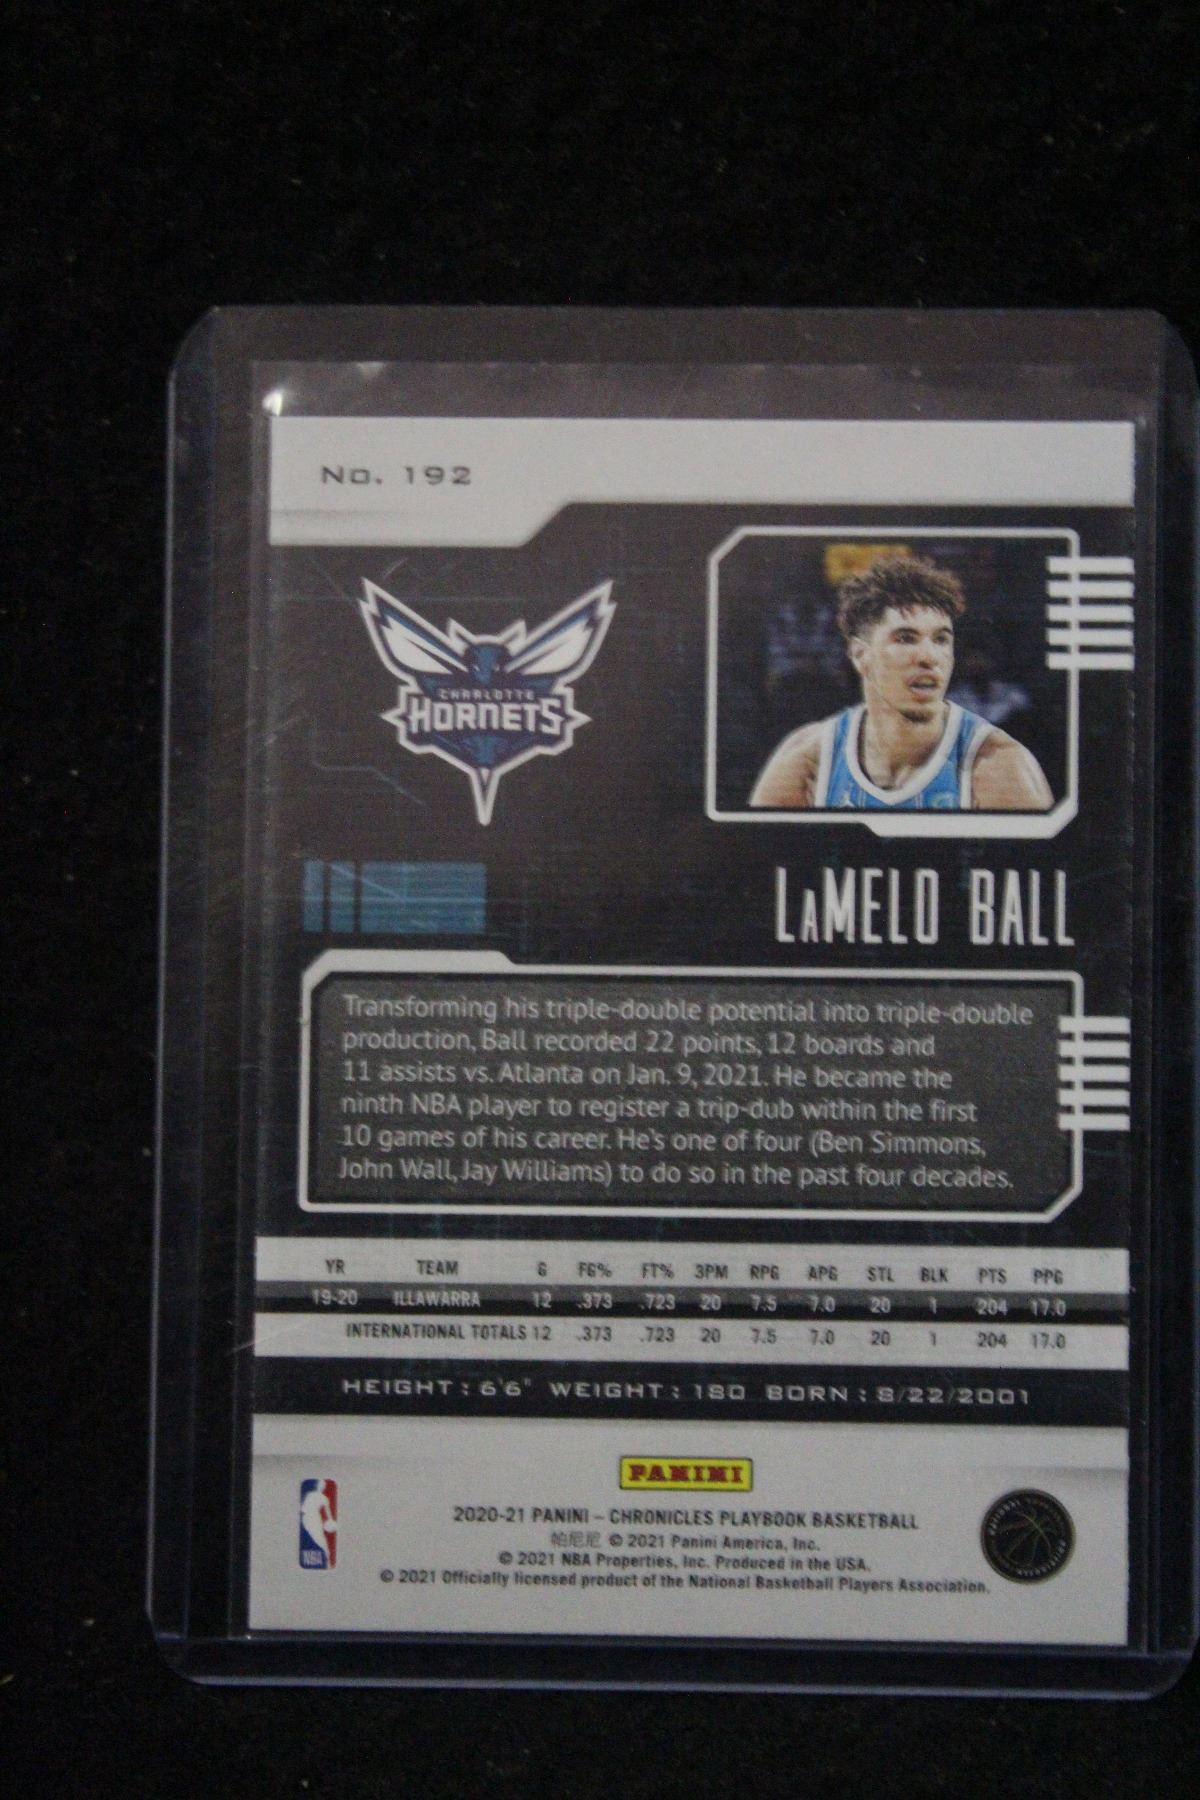 No. 192
CHARLOTTE
HORNETS
LaMELO BALL
Transforming his triple-double potential into triple-double
production, Ball recorded 22 points, 12 boards and
11 assists vs. Atlanta on Jan. 9, 2021. He became the
ninth NBA player to register a trip-dub within the first
10 games of his career. He's one of four (Ben Simmons,
John Wall, Jay Williams) to do so in the past four decades.
YR TEAM G FG% FT% 3PM RPG APG STL BLK PTS PPG
19-20 ILLAWARRA 12 .373 .723 20 7.5 7.0 20 1 204 17.0
INTERNATIONAL TOTALS 12 .373 .723 20 7.5 7.0 20 1 204 17.0
HEIGHT: 6'6" WEIGHT: 180 BORN: 8/22/2001
PANINI
2020-21 PANINI – CHRONICLES PLAYBOOK BASKETBALL
帕尼尼 © 2021 Panini America, Inc.
© 2021 NBA Properties, Inc. Produced in the USA.
© 2021 Officially licensed product of the National Basketball Players Association.
NBA